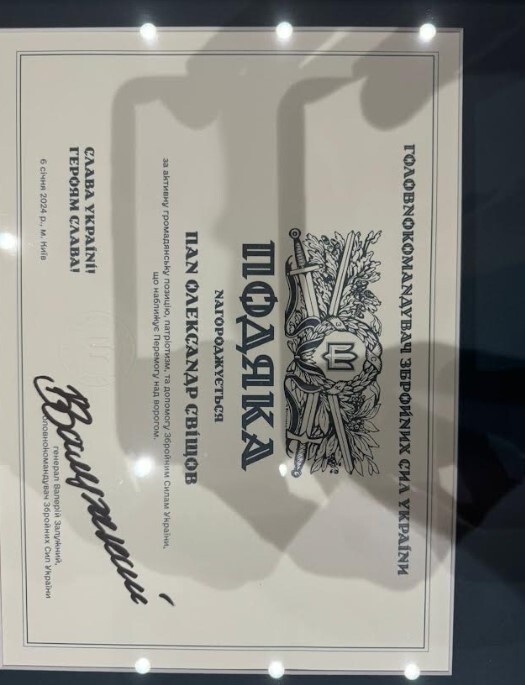 ГОЛОВНОКОМАНДУВАЧ ЗБРОЙНИХ СИЛ УКРАЇНИ
ПОДЯКА
НАГОРОДЖУЄТЬСЯ
ПАН ОЛЕКСАНДР СВІЩОВ
за активну громадянську позицію, патріотизм, та допомогу Збройним Силам України,
що наближує Перемогу над ворогом.
СЛАВА УКРАЇНІ!
ГЕРОЯМ СЛАВА!
генерал Валерій Залужний,
Головнокомандувач Збройних Сил України
6 січня 2024 р., м. Київ